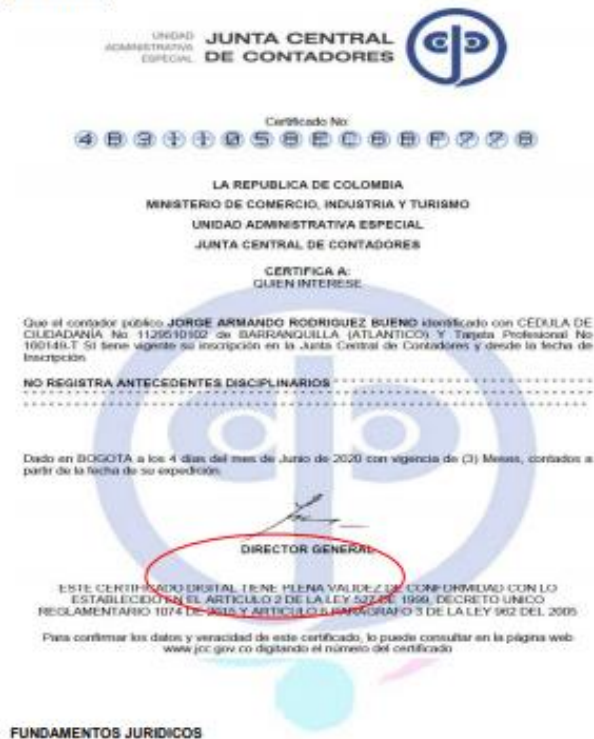 UNIDAD
ADMINISTRATIVA
ESPECIAL
JUNTA CENTRAL
DE CONTADORES
Certificado No:
LA REPUBLICA DE COLOMBIA
MINISTERIO DE COMERCIO, INDUSTRIA Y TURISMO
UNIDAD ADMINISTRATIVA ESPECIAL
JUNTA CENTRAL DE CONTADORES
CERTIFICA A:
QUIEN INTERESE
Que el contador público JORGE ARMANDO RODRIGUEZ BUENO identificado con CÉDULA DE
CIUDADANÍA No 1129510102 de BARRANQUILLA (ATLANTICO) Y Tarjeta Profesional No
100149-T SI tiene vigente su inscripción en la Junta Central de Contadores y desde la fecha de
Inscripción.
NO REGISTRA ANTECEDENTES DISCIPLINARIOS
Dado en BOGOTA a los 4 días del mes de Junio de 2020 con vigencia de (3) Meses, contados a
partir de la fecha de su expedición.
DIRECTOR GENERAL
ESTE CERTIFICADO DIGITAL TIENE PLENA VALIDEZ DE CONFORMIDAD CON LO
ESTABLECIDO EN EL ARTICULO 2 DE LA LEY 527 DE 1999, DECRETO UNICO
REGLAMENTARIO 1074 DE 2015 Y ARTICULO 6 PARAGRAFO 3 DE LA LEY 962 DEL 2005
Para confirmar los datos y veracidad de este certificado, lo puede consultar en la página web
www.jcc.gov.co digitando el número del certificado
FUNDAMENTOS JURIDICOS